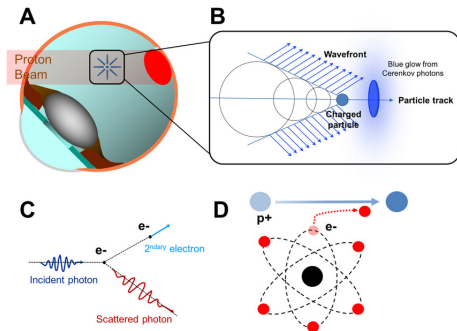 A
Proton
Beam
B
Wavefront
Blue glow from
Cerenkov photons
Particle track
Charged
particle
C
e-
e-
2ndary electron
Incident photon
Scattered photon
D
p+
e-